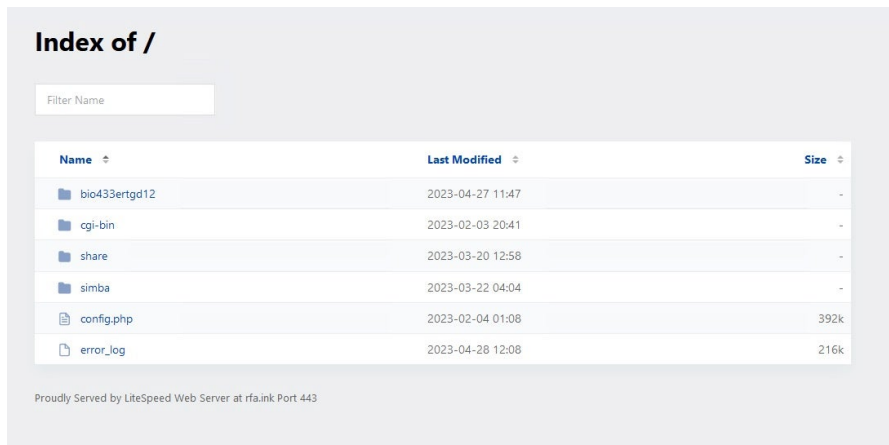 Index of /
Filter Name
Name Last Modified Size
bio433ertgd12 2023-04-27 11:47 -
cgi-bin 2023-02-03 20:41 -
share 2023-03-20 12:58 -
simba 2023-03-22 04:04 -
config.php 2023-02-04 01:08 392k
error_log 2023-04-28 12:08 216k
Proudly Served by LiteSpeed Web Server at rfa.ink Port 443